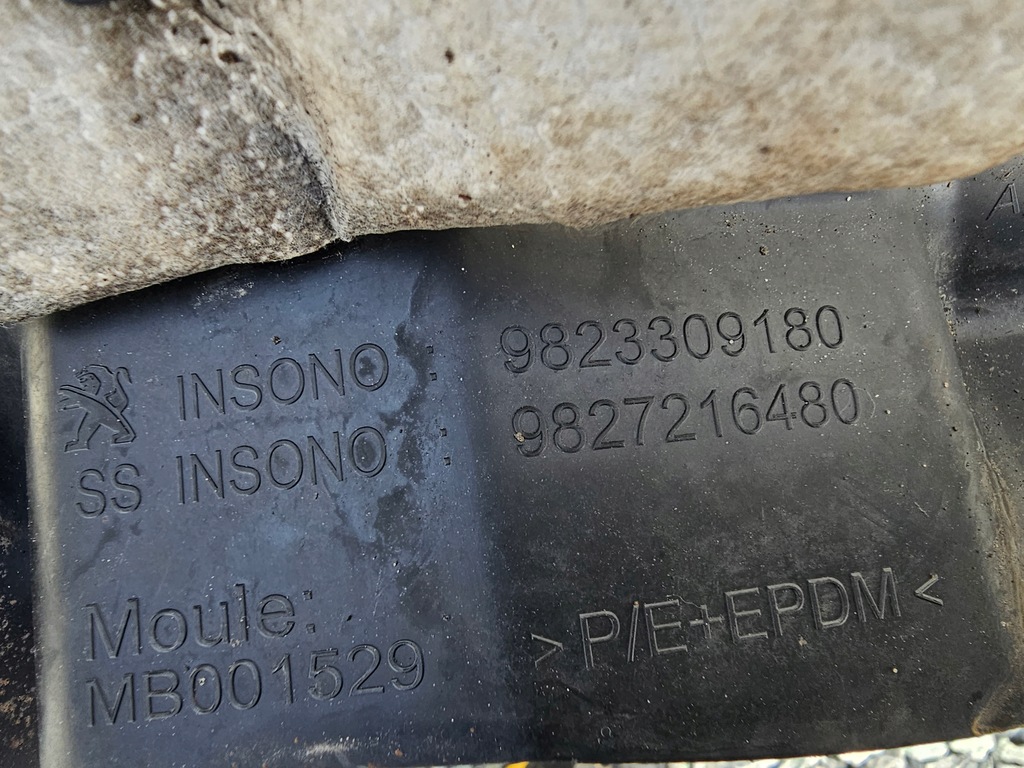 INSONO : 9823309180
SS INSONO : 9827216480
Moule:
MB001529
>P/E+EPDM<
A